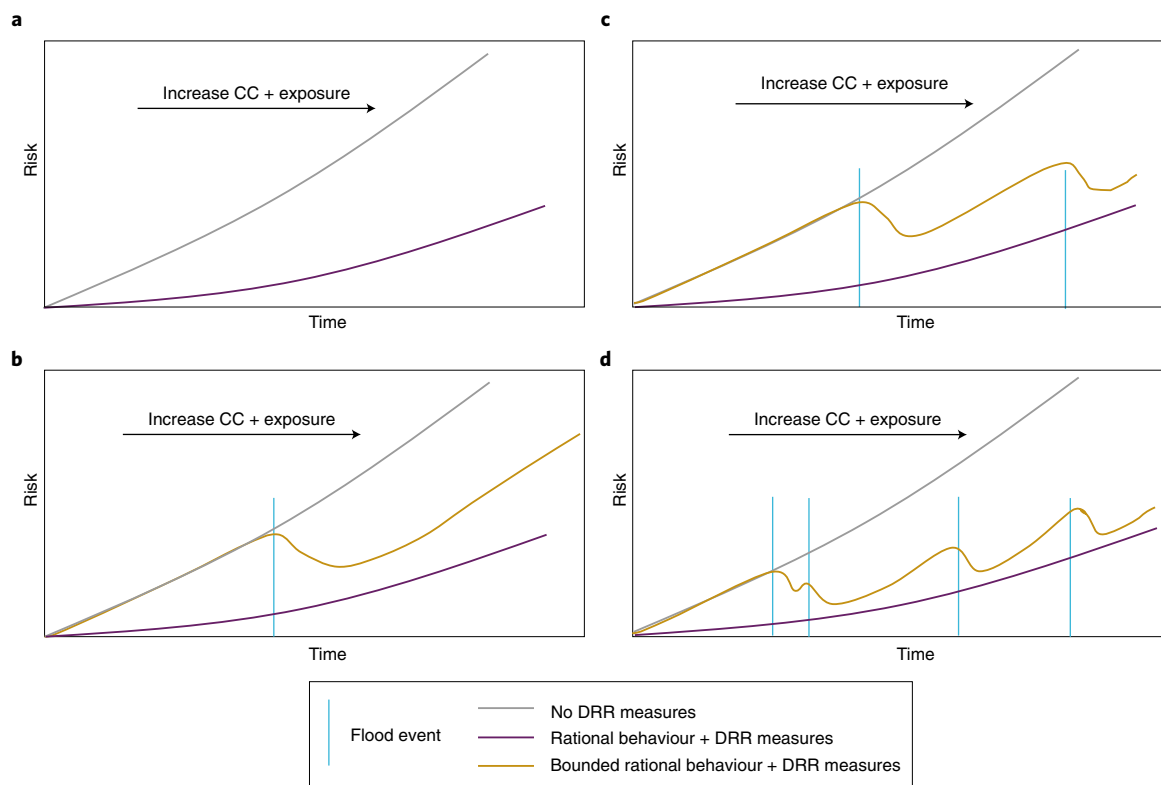 a
Increase CC + exposure
Risk
Time
c
Increase CC + exposure
Risk
Time
b
Increase CC + exposure
Risk
Time
d
Increase CC + exposure
Risk
Time
Flood event
No DRR measures
Rational behaviour + DRR measures
Bounded rational behaviour + DRR measures